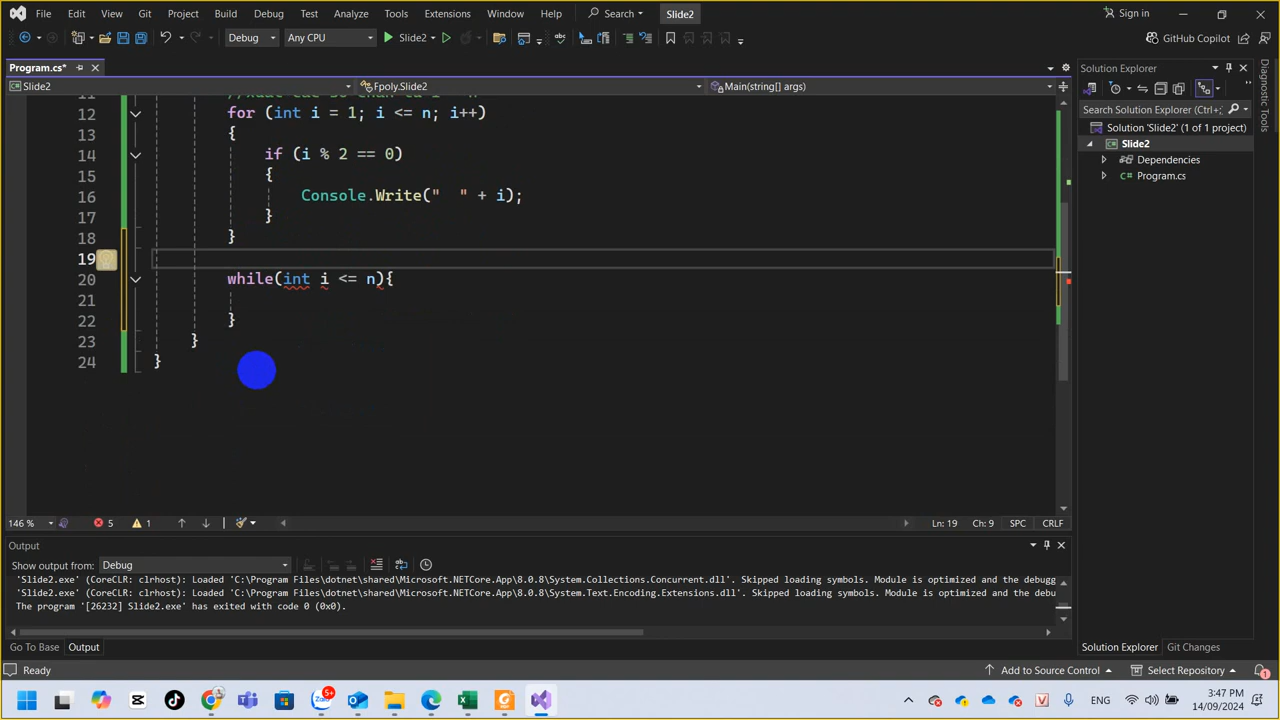 File Edit View Git Project Build Debug Test Analyze Tools Extensions Window Help Search Slide2 Sign in
Debug Any CPU Slide2 GitHub Copilot
Program.cs* Solution Explorer
Slide2 Fpoly.Slide2 Main(string[] args)
Search Solution Explorer (Ctrl+;
Solution 'Slide2' (1 of 1 project)
Slide2
Dependencies
Program.cs
Diagnostic Tools
11
12 for (int i = 1; i <= n; i++)
13 {
14 if (i % 2 == 0)
15 {
16 Console.Write("  " + i);
17 }
18 }
19
20 while(int i <= n){
21
22 }
23 }
24 }
146 % 5 1 Ln: 19 Ch: 9 SPC CRLF
Output
Show output from: Debug
'Slide2.exe' (CoreCLR: clrhost): Loaded 'C:\Program Files\dotnet\shared\Microsoft.NETCore.App\8.0.8\System.Collections.Concurrent.dll'. Skipped loading symbols. Module is optimized and the debugg
'Slide2.exe' (CoreCLR: clrhost): Loaded 'C:\Program Files\dotnet\shared\Microsoft.NETCore.App\8.0.8\System.Text.Encoding.Extensions.dll'. Skipped loading symbols. Module is optimized and the debu
The program '[26232] Slide2.exe' has exited with code 0 (0x0).
Go To Base Output Solution Explorer Git Changes
Ready Add to Source Control Select Repository 1
Zalo 5+ ENG 3:47 PM
14/09/2024